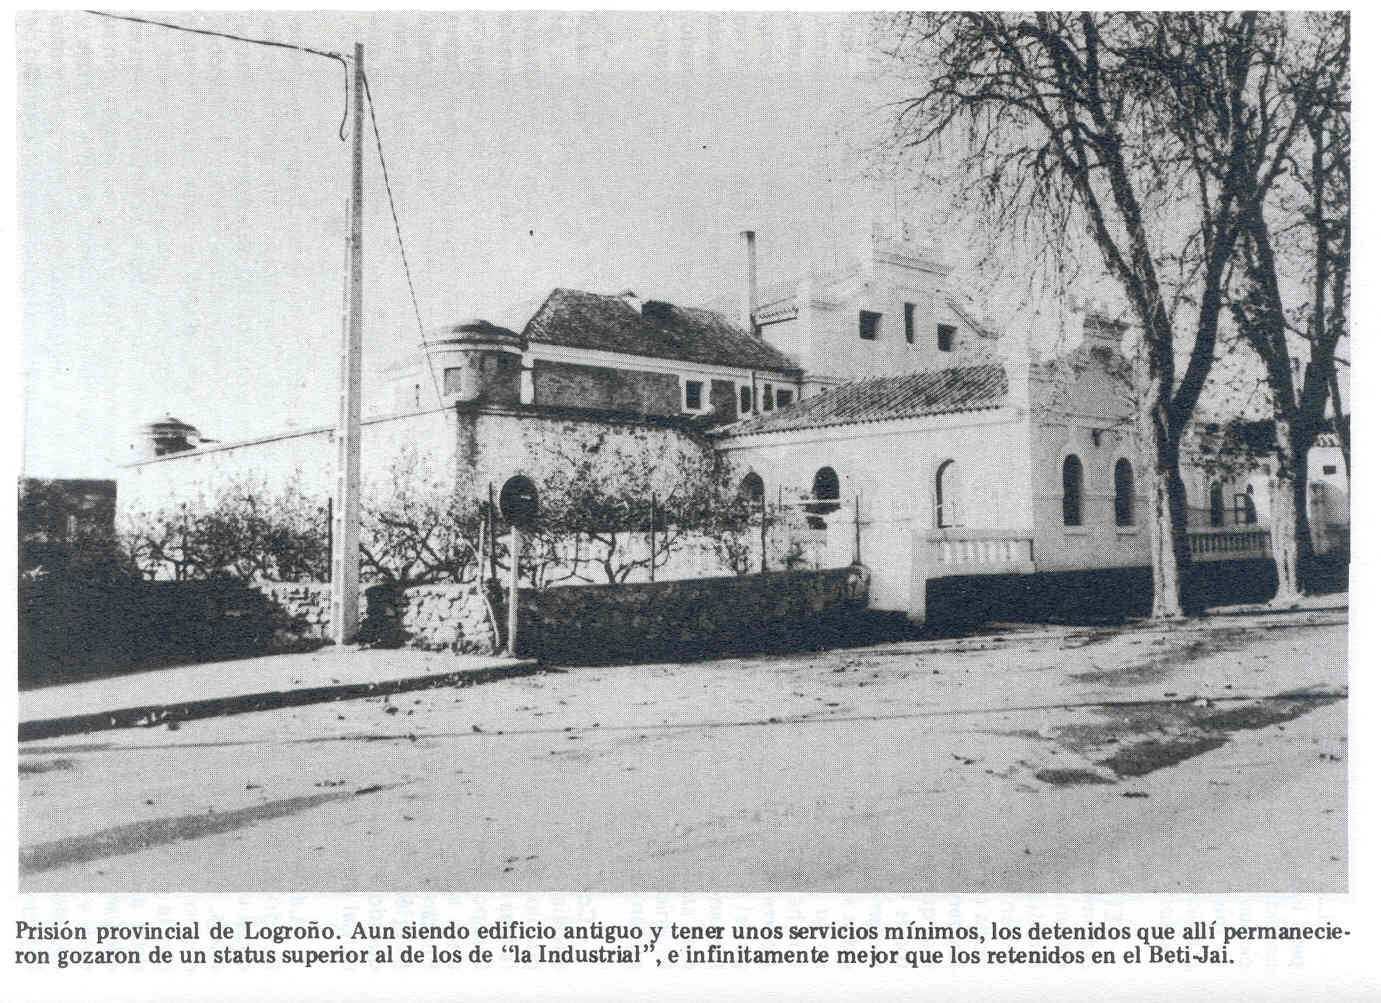 Prisión provincial de Logroño. Aun siendo edificio antiguo y tener unos servicios mínimos, los detenidos que allí permanecie-
ron gozaron de un status superior al de los de “la Industrial”, e infinitamente mejor que los retenidos en el Beti-Jai.